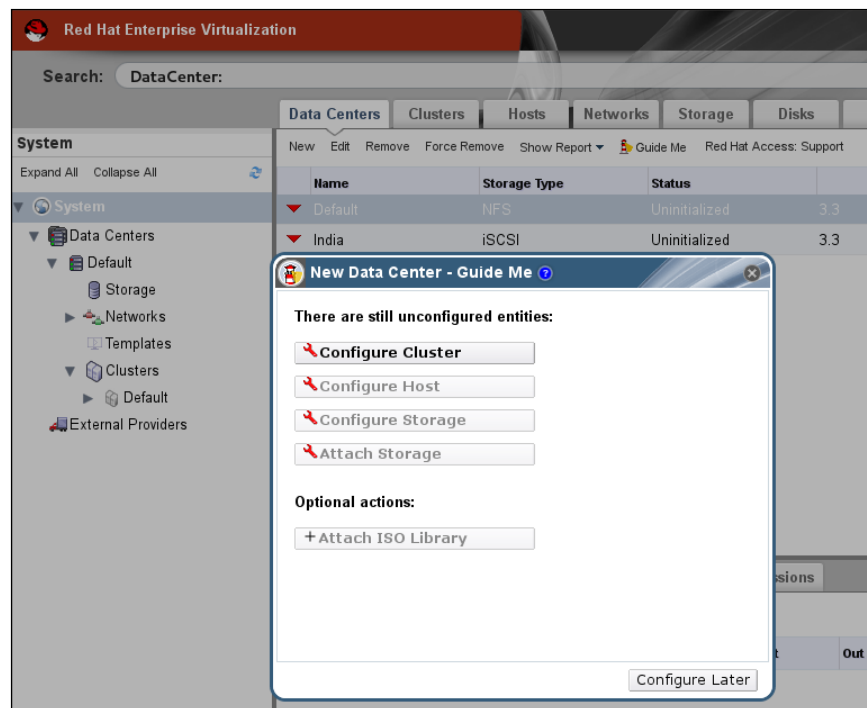 Red Hat Enterprise Virtualization
Search: DataCenter:
Data Centers Clusters Hosts Networks Storage Disks
System
New Edit Remove Force Remove Show Report Guide Me Red Hat Access: Support
Expand All Collapse All
Name Storage Type Status
System
Default NFS Uninitialized 3.3
Data Centers
India iSCSI Uninitialized 3.3
Default
Storage
Networks
Templates
Clusters
Default
External Providers
New Data Center - Guide Me ?
There are still unconfigured entities:
Configure Cluster
Configure Host
Configure Storage
Attach Storage
Optional actions:
+Attach ISO Library
ssions
t Out
Configure Later